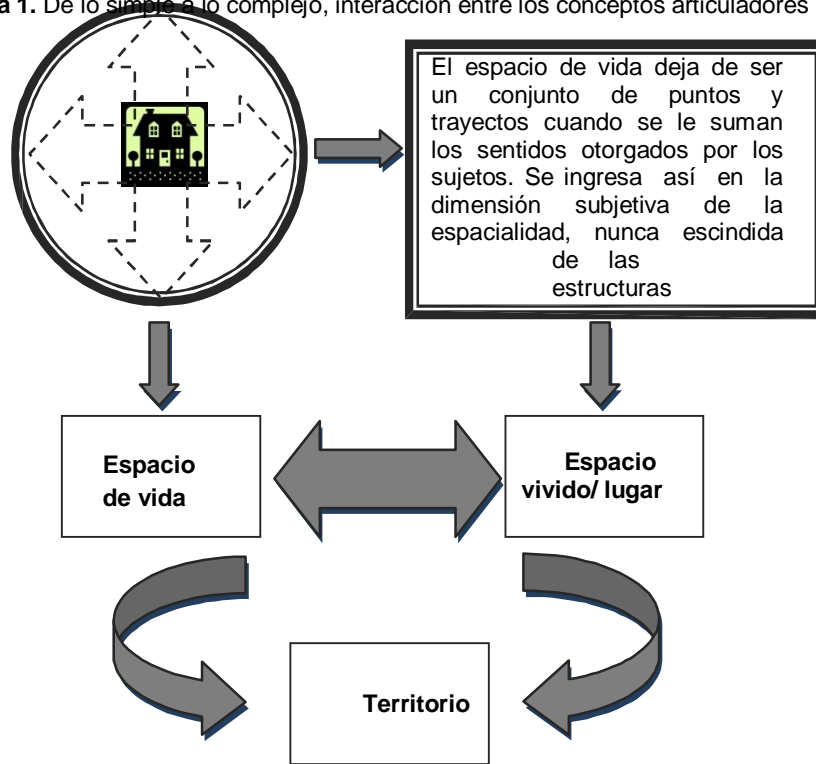 a 1. De lo simple a lo complejo, interacción entre los conceptos articuladores
El espacio de vida deja de ser
un conjunto de puntos y
trayectos cuando se le suman
los sentidos otorgados por los
sujetos. Se ingresa así en la
dimensión subjetiva de la
espacialidad, nunca escindida
de las
estructuras
Espacio
de vida
Espacio
vivido/ lugar
Territorio